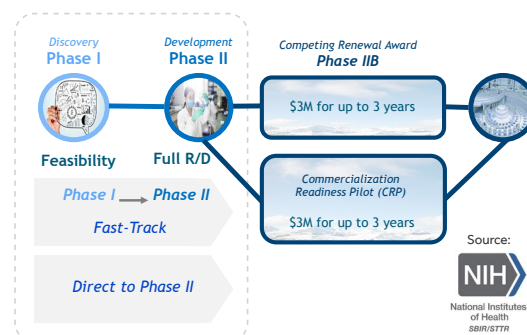 Discovery
Phase I
Development
Phase II
Competing Renewal Award
Phase IIB
$3M for up to 3 years
Feasibility
Full R/D
Phase I → Phase II
Fast-Track
Direct to Phase II
Commercialization
Readiness Pilot (CRP)
$3M for up to 3 years
Source:
NIH
National Institutes
of Health
SBIR/STTR